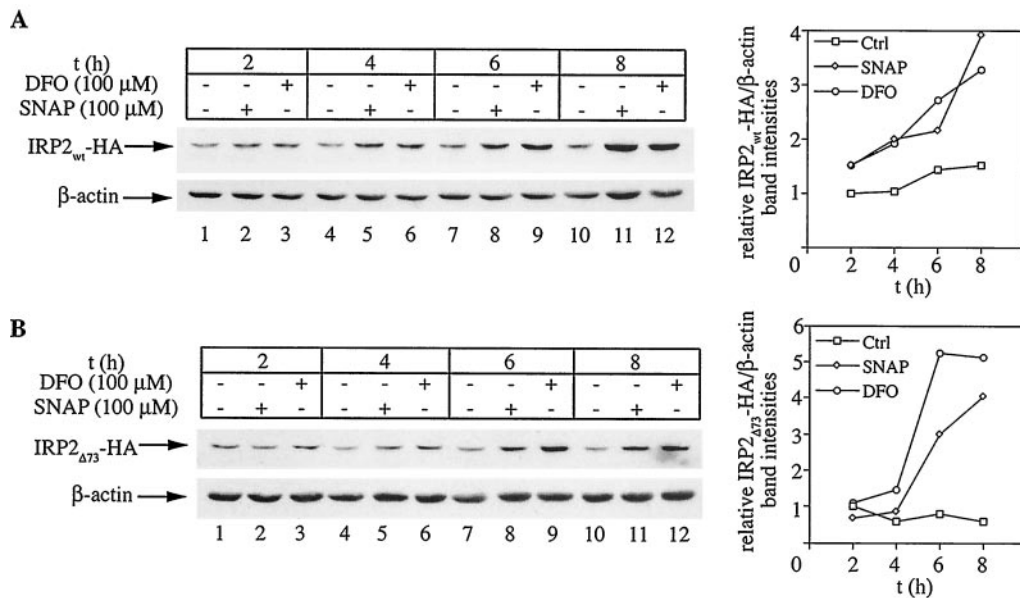 A
t (h) 2 4 6 8
DFO (100 μM) - - + - - + - - + - - +
SNAP (100 μM) - + - - + - - + - - + -
IRP2wt-HA
β-actin
1 2 3 4 5 6 7 8 9 10 11 12
relative IRP2wt-HA/β-actin
band intensities
4
3
2
1
0
Ctrl
SNAP
DFO
2 4 6 8
t (h)
B
t (h) 2 4 6 8
DFO (100 μM) - - + - - + - - + - - +
SNAP (100 μM) - + - - + - - + - - + -
IRP2Δ73-HA
β-actin
1 2 3 4 5 6 7 8 9 10 11 12
relative IRP2Δ73-HA/β-actin
band intensities
6
5
4
3
2
1
0
Ctrl
SNAP
DFO
2 4 6 8
t (h)